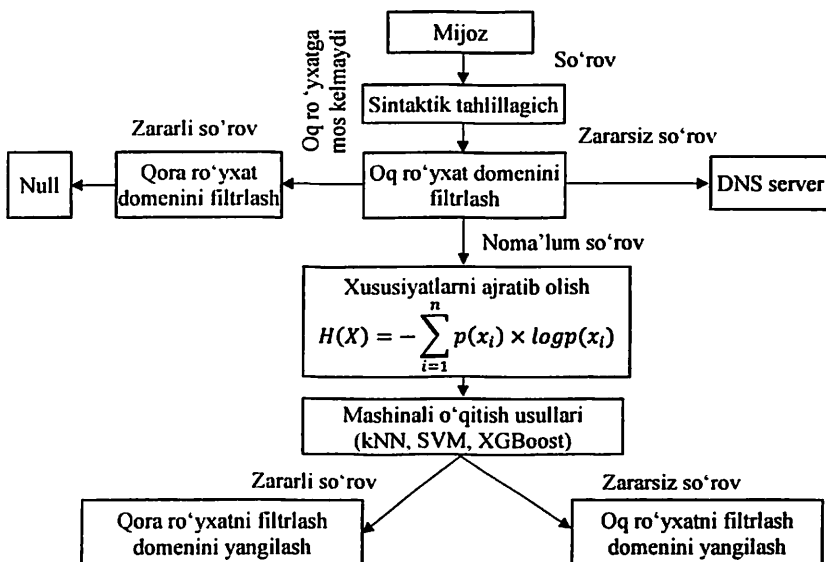 Mijoz
So‘rov
Oq ro‘yxatga
mos kelmaydi
Sintaktik tahlillagich
Zararli so’rov
Zararsiz so‘rov
Null
Qora ro‘yxat
domenini filtrlash
Oq ro‘yxat domenini
filtrlash
DNS server
Noma’lum so‘rov
Xususiyatlarni ajratib olish
H(X) = − ∑ⁿᵢ₌₁ p(xᵢ) × logp(xᵢ)
Mashinali o‘qitish usullari
(kNN, SVM, XGBoost)
Zararli so‘rov
Zararsiz so‘rov
Qora ro‘yxatni filtrlash
domenini yangilash
Oq ro‘yxatni filtrlash
domenini yangilash